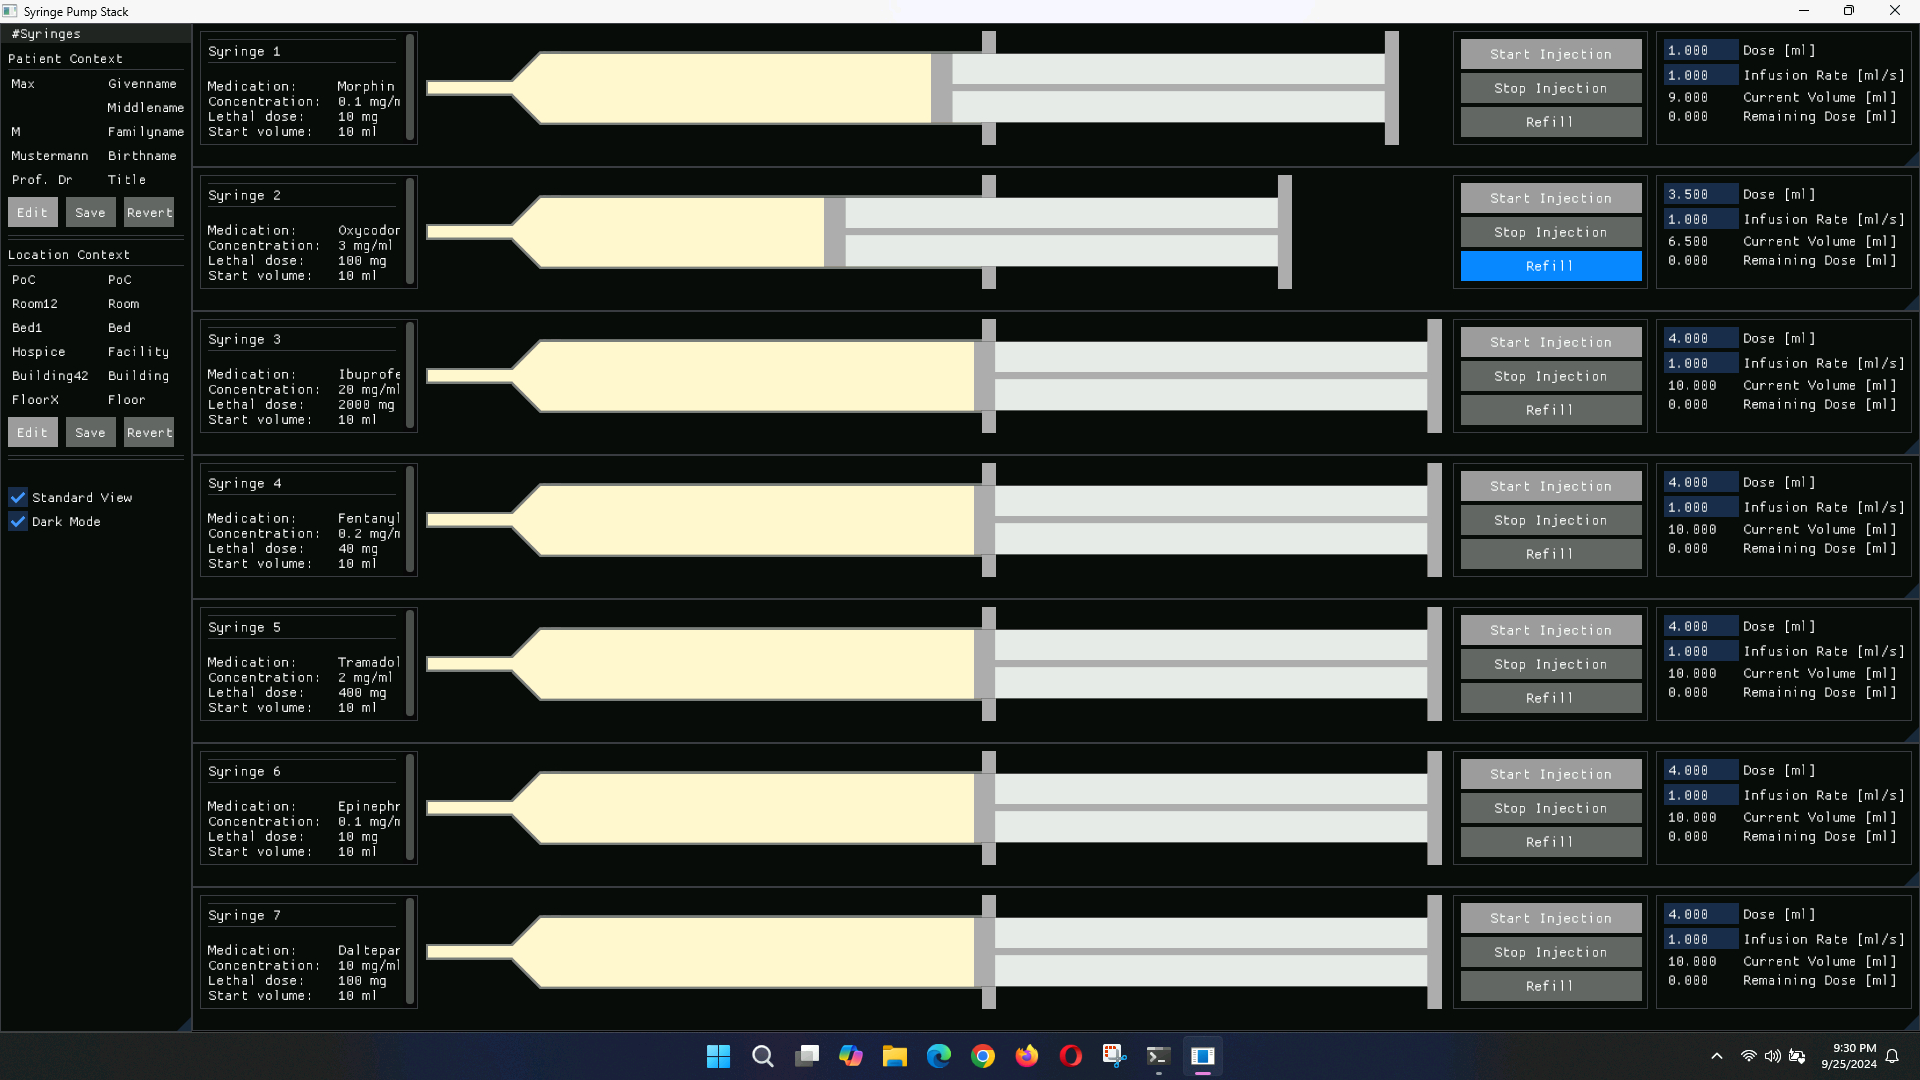 Syringe Pump Stack
#Syringes
Patient Context
Max Givenname
Middlename
M Familyname
Mustermann Birthname
Prof. Dr Title
Edit Save Revert
Location Context
PoC PoC
Room12 Room
Bed1 Bed
Hospice Facility
Building42 Building
FloorX Floor
Edit Save Revert
Standard View
Dark Mode
Syringe 1
Medication: Morphin
Concentration: 0.1 mg/m
Lethal dose: 10 mg
Start volume: 10 ml
Start Injection
Stop Injection
Refill
1.000 Dose [ml]
1.000 Infusion Rate [ml/s]
9.000 Current Volume [ml]
0.000 Remaining Dose [ml]
Syringe 2
Medication: Oxycodor
Concentration: 3 mg/ml
Lethal dose: 100 mg
Start volume: 10 ml
Start Injection
Stop Injection
Refill
3.500 Dose [ml]
1.000 Infusion Rate [ml/s]
6.500 Current Volume [ml]
0.000 Remaining Dose [ml]
Syringe 3
Medication: Ibuprofe
Concentration: 20 mg/ml
Lethal dose: 2000 mg
Start volume: 10 ml
Start Injection
Stop Injection
Refill
4.000 Dose [ml]
1.000 Infusion Rate [ml/s]
10.000 Current Volume [ml]
0.000 Remaining Dose [ml]
Syringe 4
Medication: Fentanyl
Concentration: 0.2 mg/m
Lethal dose: 40 mg
Start volume: 10 ml
Start Injection
Stop Injection
Refill
4.000 Dose [ml]
1.000 Infusion Rate [ml/s]
10.000 Current Volume [ml]
0.000 Remaining Dose [ml]
Syringe 5
Medication: Tramadol
Concentration: 2 mg/ml
Lethal dose: 400 mg
Start volume: 10 ml
Start Injection
Stop Injection
Refill
4.000 Dose [ml]
1.000 Infusion Rate [ml/s]
10.000 Current Volume [ml]
0.000 Remaining Dose [ml]
Syringe 6
Medication: Epinephr
Concentration: 0.1 mg/m
Lethal dose: 10 mg
Start volume: 10 ml
Start Injection
Stop Injection
Refill
4.000 Dose [ml]
1.000 Infusion Rate [ml/s]
10.000 Current Volume [ml]
0.000 Remaining Dose [ml]
Syringe 7
Medication: Daltepar
Concentration: 10 mg/ml
Lethal dose: 100 mg
Start volume: 10 ml
Start Injection
Stop Injection
Refill
4.000 Dose [ml]
1.000 Infusion Rate [ml/s]
10.000 Current Volume [ml]
0.000 Remaining Dose [ml]
9:30 PM
9/25/2024